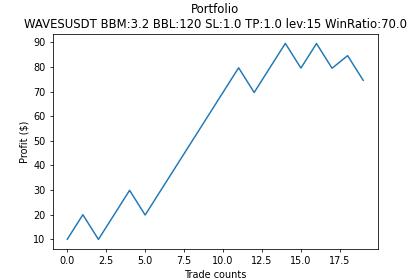 Portfolio
WAVESUSDT BBM:3.2 BBL:120 SL:1.0 TP:1.0 lev:15 WinRatio:70.0
90
80
70
60
50
40
30
20
10
Profit ($)
0.0 2.5 5.0 7.5 10.0 12.5 15.0 17.5
Trade counts